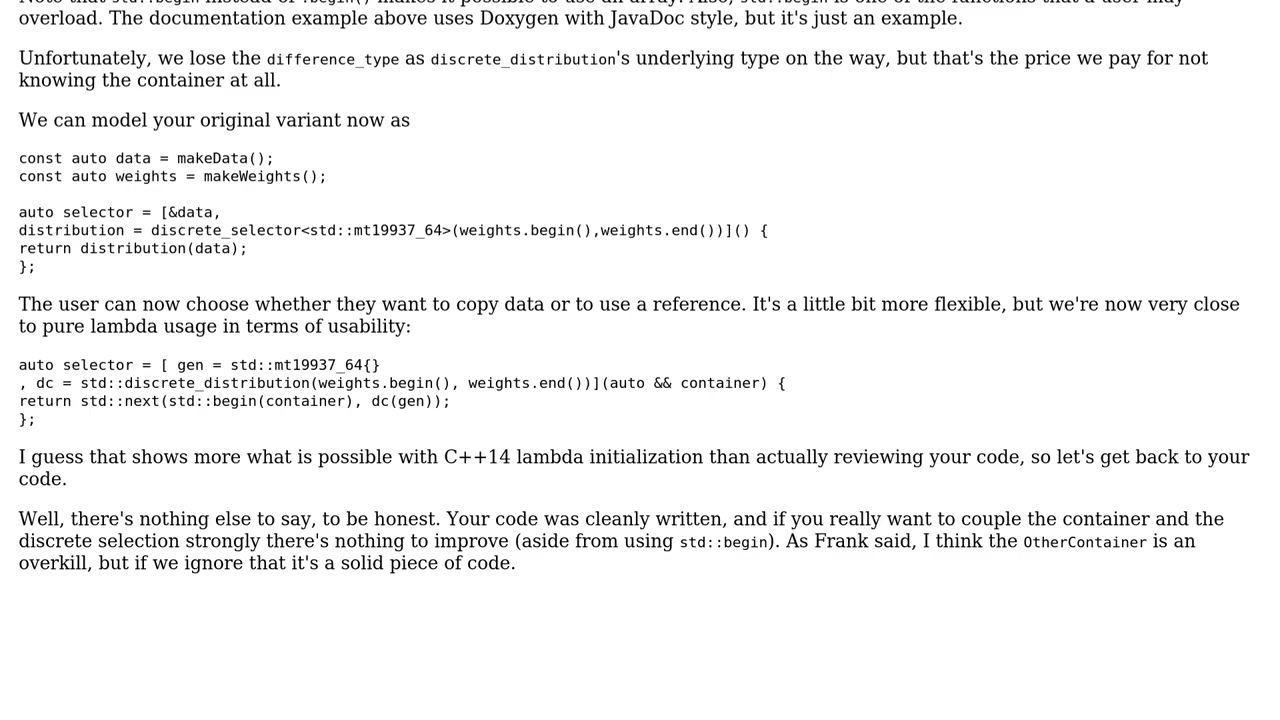 overload. The documentation example above uses Doxygen with JavaDoc style, but it's just an example.
Unfortunately, we lose the difference_type as discrete_distribution's underlying type on the way, but that's the price we pay for not
knowing the container at all.
We can model your original variant now as
const auto data = makeData();
const auto weights = makeWeights();
auto selector = [&data,
distribution = discrete_selector<std::mt19937_64>(weights.begin(),weights.end())]() {
return distribution(data);
};
The user can now choose whether they want to copy data or to use a reference. It's a little bit more flexible, but we're now very close
to pure lambda usage in terms of usability:
auto selector = [ gen = std::mt19937_64{}
, dc = std::discrete_distribution(weights.begin(), weights.end())](auto && container) {
return std::next(std::begin(container), dc(gen));
};
I guess that shows more what is possible with C++14 lambda initialization than actually reviewing your code, so let's get back to your
code.
Well, there's nothing else to say, to be honest. Your code was cleanly written, and if you really want to couple the container and the
discrete selection strongly there's nothing to improve (aside from using std::begin). As Frank said, I think the OtherContainer is an
overkill, but if we ignore that it's a solid piece of code.